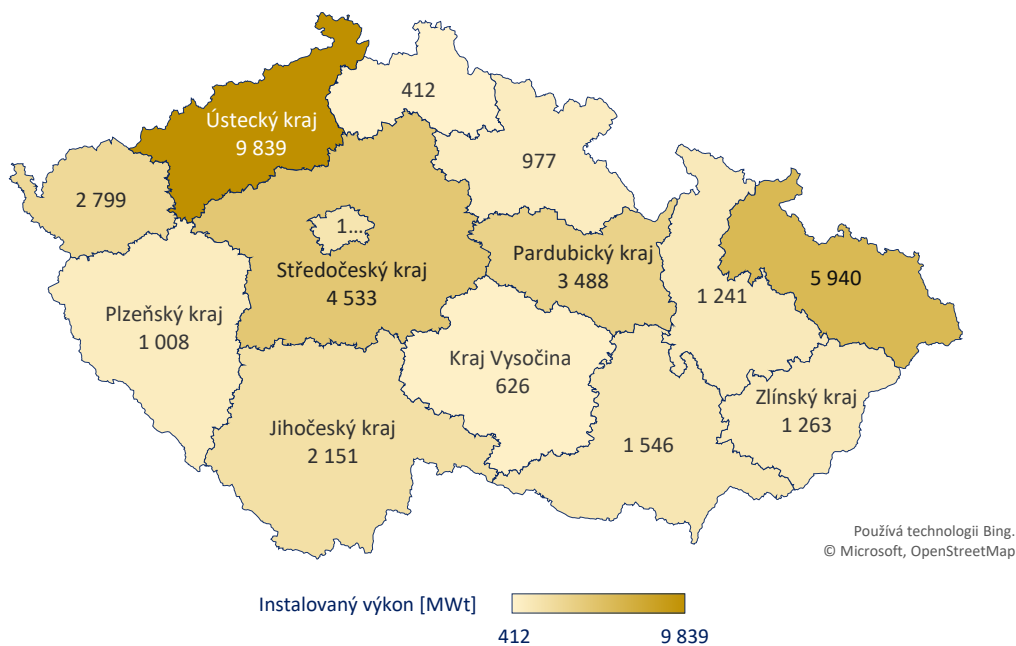 412
Ústecký kraj
9 839
977
2 799
1...
Pardubický kraj
3 488
Středočeský kraj
4 533
5 940
1 241
Plzeňský kraj
1 008
Kraj Vysočina
626
Zlínský kraj
1 263
Jihočeský kraj
2 151
1 546
Používá technologii Bing.
© Microsoft, OpenStreetMap
Instalovaný výkon [MWt]
412 9 839